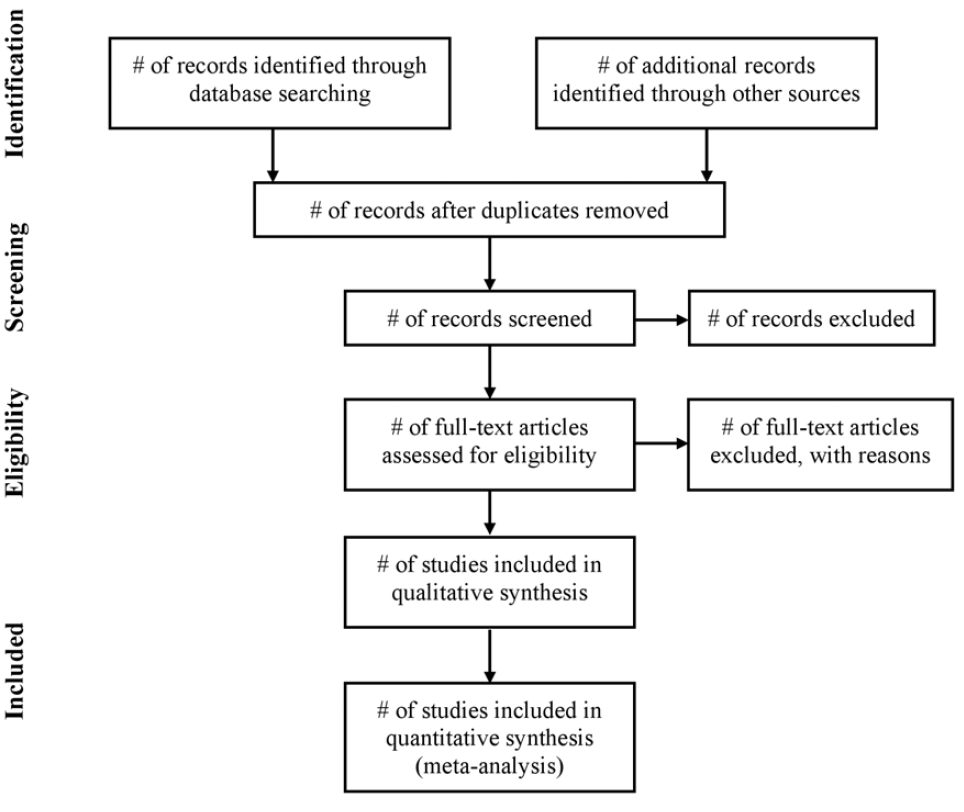 Identification
# of records identified through
database searching
# of additional records
identified through other sources
# of records after duplicates removed
Screening
# of records screened
# of records excluded
Eligibility
# of full-text articles
assessed for eligibility
# of full-text articles
excluded, with reasons
# of studies included in
qualitative synthesis
Included
# of studies included in
quantitative synthesis
(meta-analysis)